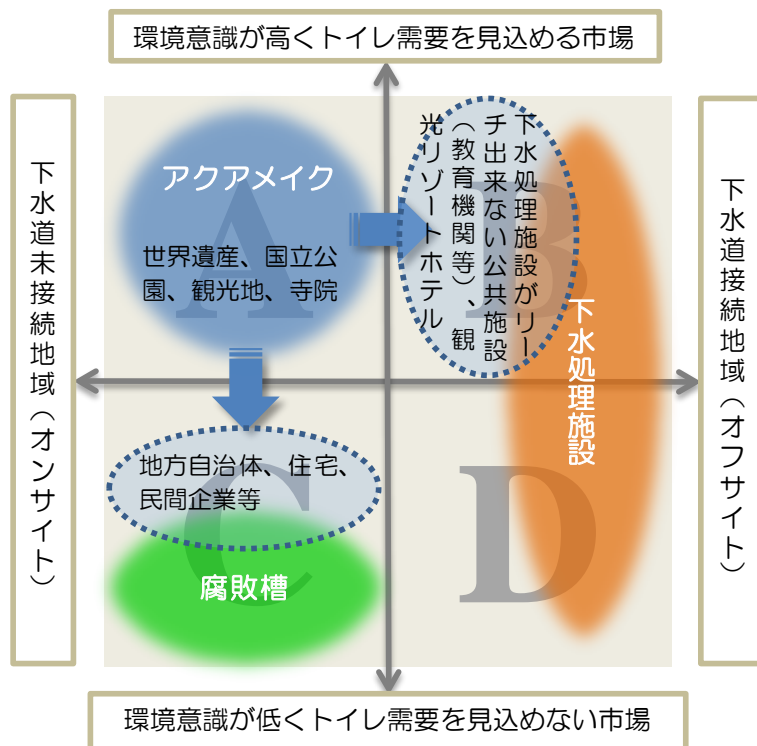 環境意識が高くトイレ需要を見込める市場
下水道未接続地域（オンサイト）
A
アクアメイク
世界遺産、国立公
園、観光地、寺院
B
下水処理施設がリー
チ出来ない公共施設
（教育機関等）、観
光リゾートホテル
下水処理施設
下水道接続地域（オフサイト）
C
地方自治体、住宅、
民間企業等
腐敗槽
D
環境意識が低くトイレ需要を見込めない市場